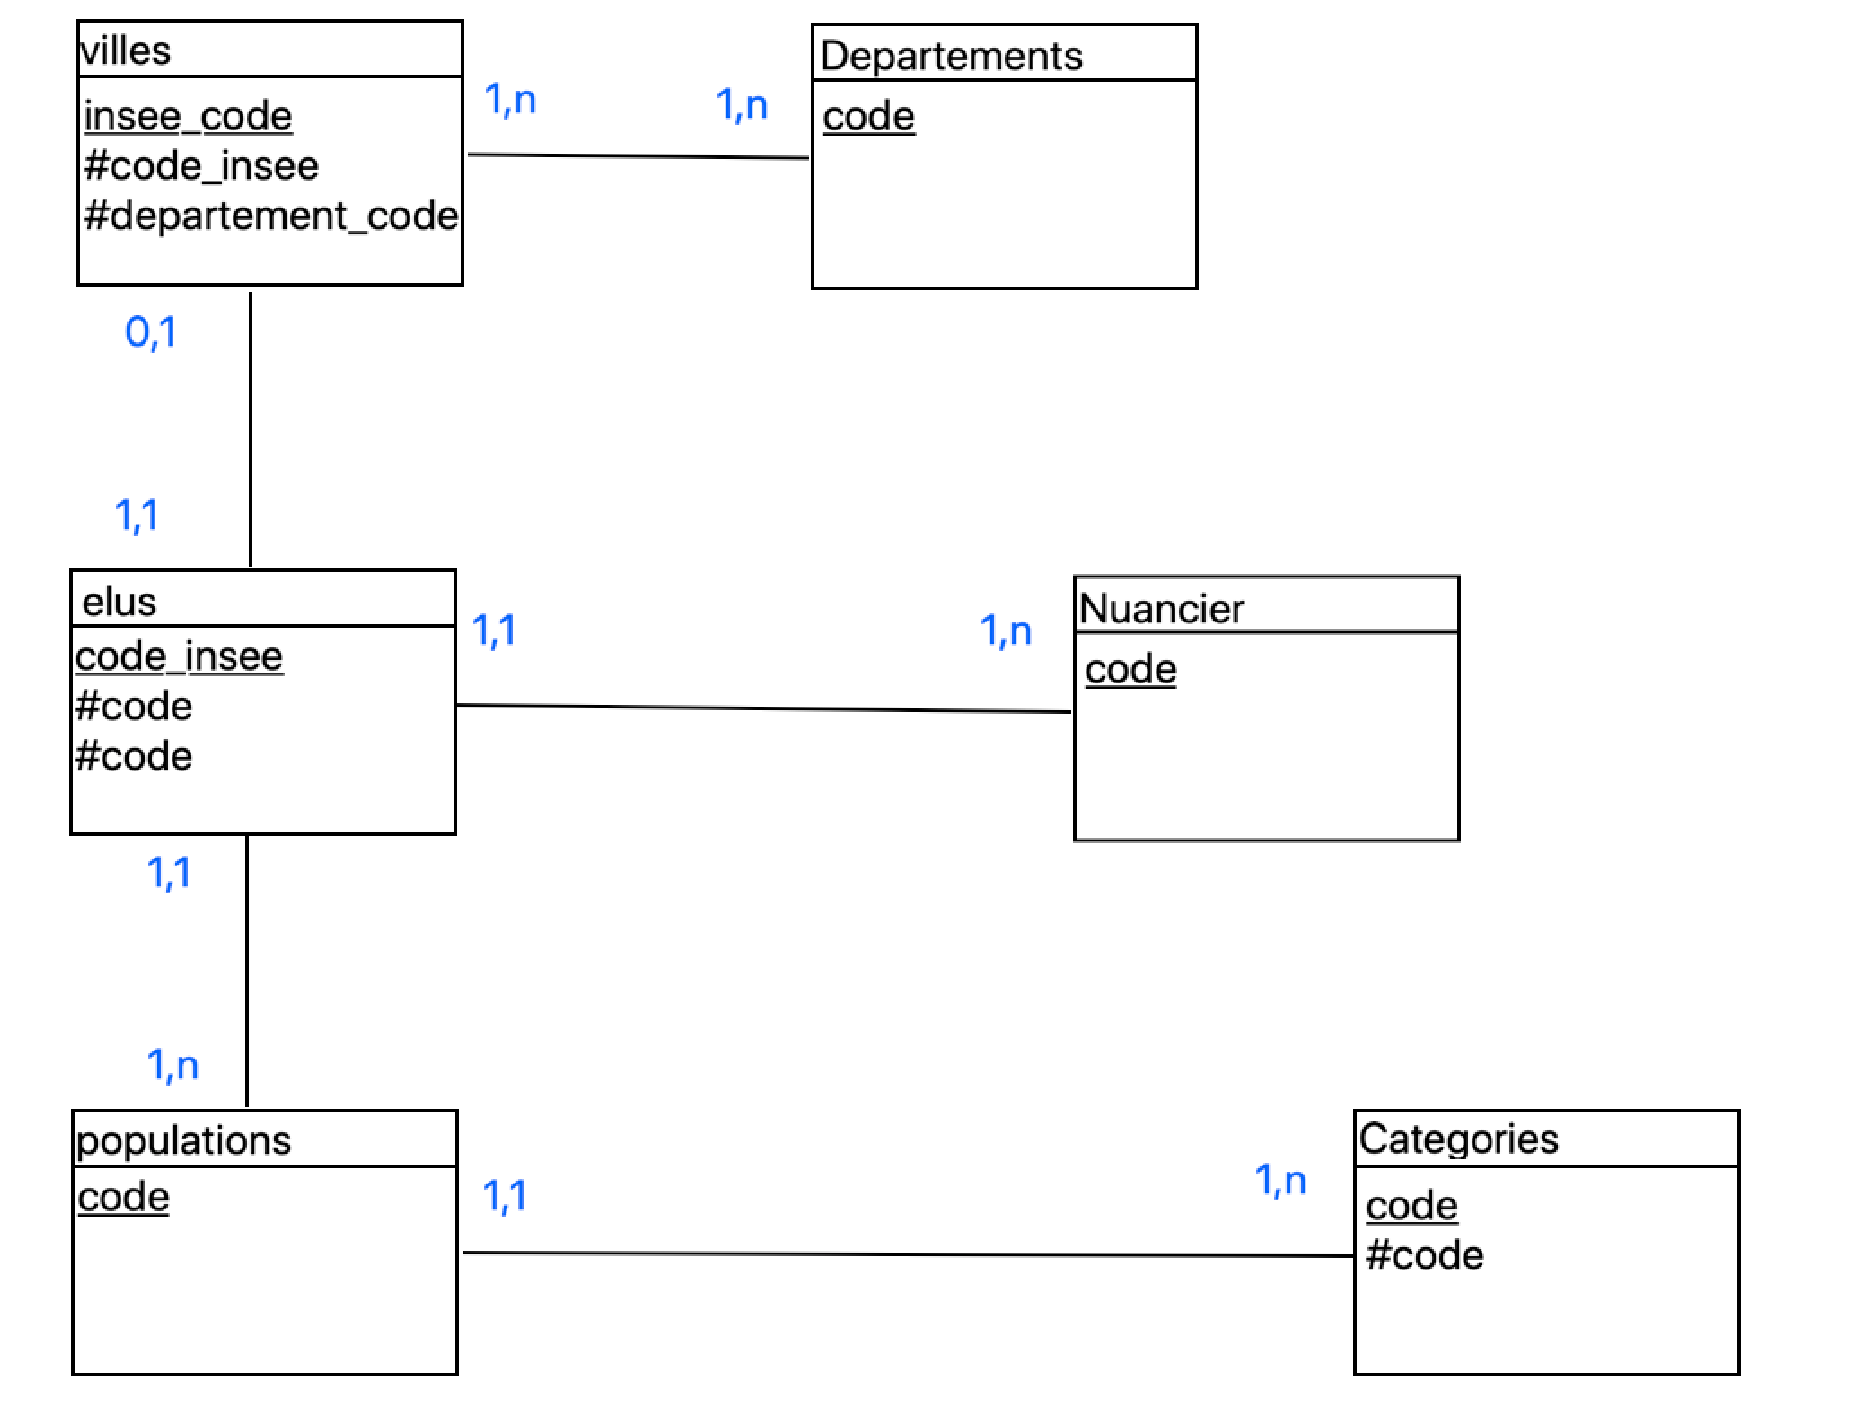 villes
insee_code
#code_insee
#departement_code
1,n
1,n
Departements
code
0,1
1,1
elus
code_insee
#code
#code
1,1
1,n
Nuancier
code
1,1
1,n
populations
code
1,1
1,n
Categories
code
#code